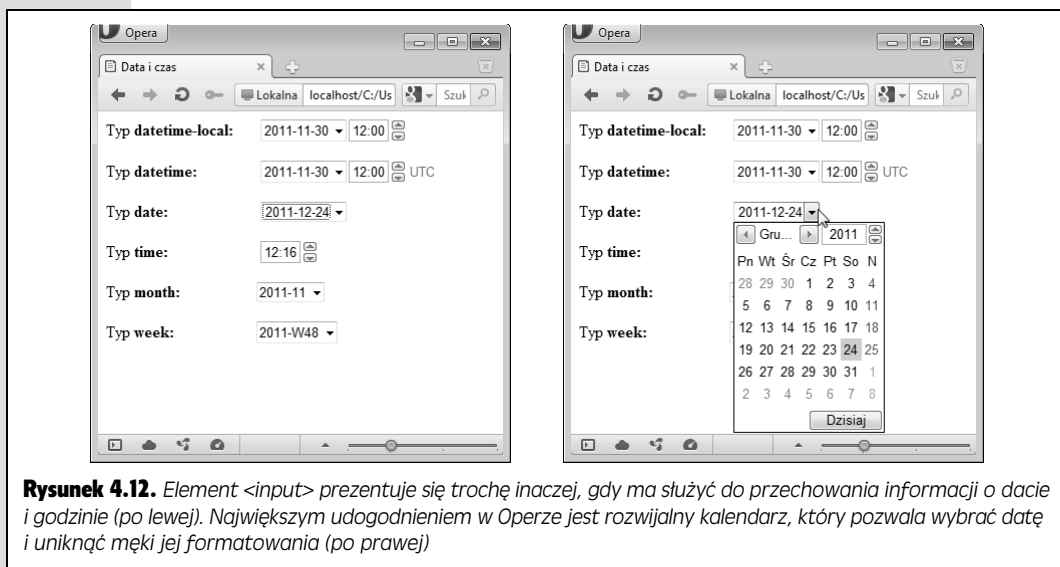 Opera
Data i czas
Lokalna localhost/C:/Us Szuk
Typ datetime-local: 2011-11-30 12:00
Typ datetime: 2011-11-30 12:00 UTC
Typ date: 2011-12-24
Typ time: 12:16
Typ month: 2011-11
Typ week: 2011-W48
Opera
Data i czas
Lokalna localhost/C:/Us Szuk
Typ datetime-local: 2011-11-30 12:00
Typ datetime: 2011-11-30 12:00 UTC
Typ date: 2011-12-24
Typ time:
Typ month:
Typ week:
Gru... 2011
Pn Wt Śr Cz Pt So N
28 29 30 1 2 3 4
5 6 7 8 9 10 11
12 13 14 15 16 17 18
19 20 21 22 23 24 25
26 27 28 29 30 31 1
2 3 4 5 6 7 8
Dzisiaj
Rysunek 4.12. Element <input> prezentuje się trochę inaczej, gdy ma służyć do przechowania informacji o dacie
i godzinie (po lewej). Największym udogodnieniem w Operze jest rozwijalny kalendarz, który pozwala wybrać datę
i uniknąć męki jej formatowania (po prawej)